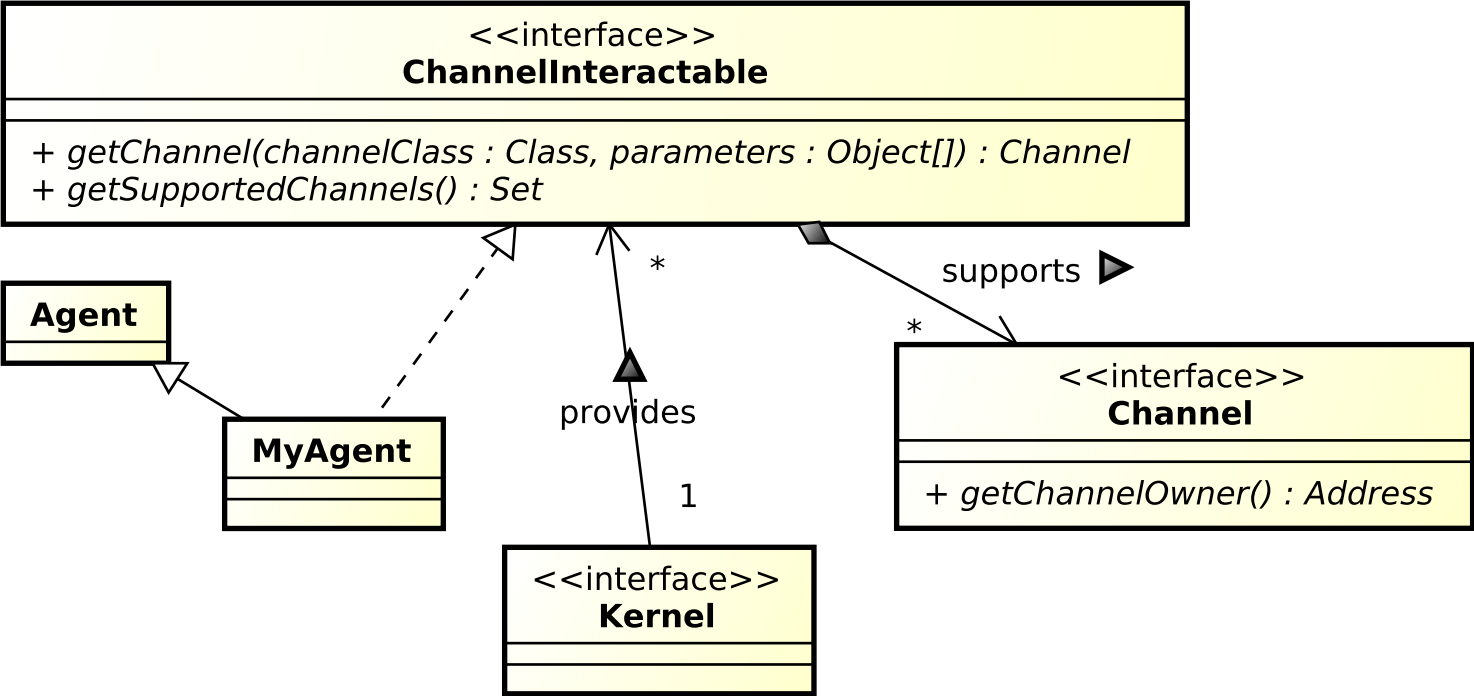 <<interface>>
ChannelInteractable
+ getChannel(channelClass : Class, parameters : Object[]) : Channel
+ getSupportedChannels() : Set
*
supports
Agent
*
<<interface>>
Channel
provides
MyAgent
1
+ getChannelOwner() : Address
<<interface>>
Kernel